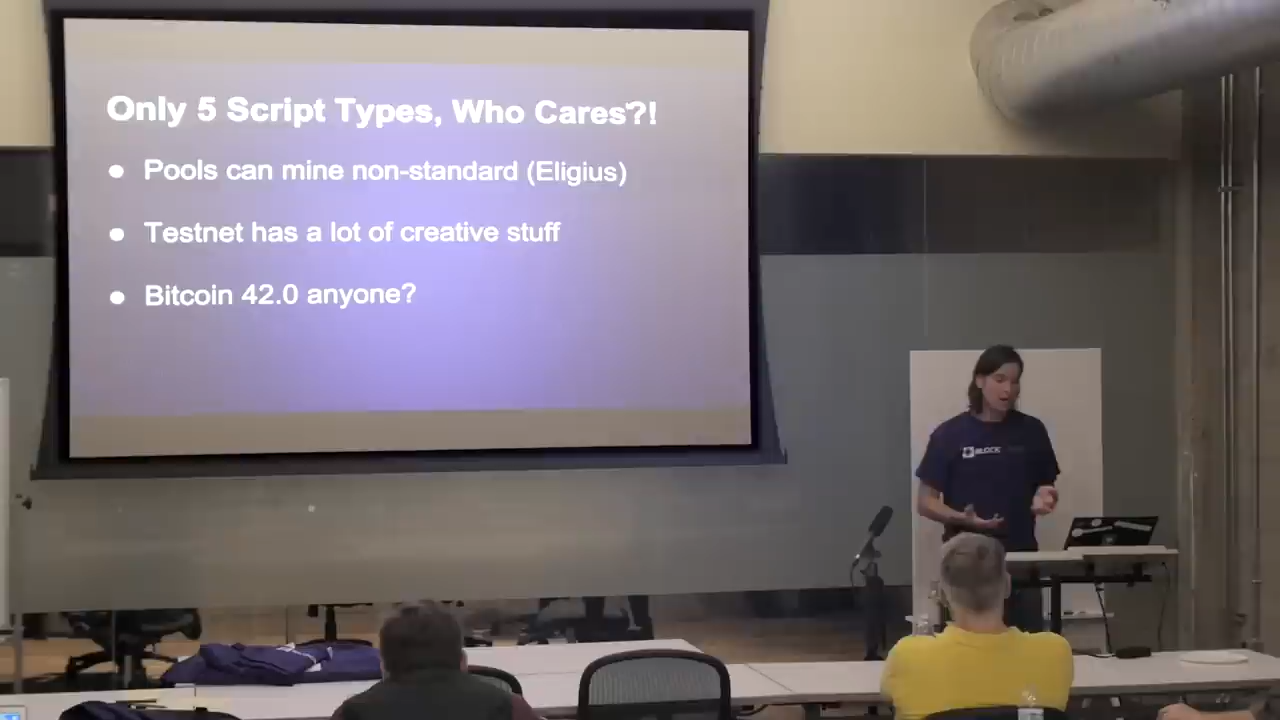 Only 5 Script Types, Who Cares?!
● Pools can mine non-standard (Eligius)
● Testnet has a lot of creative stuff
● Bitcoin 42.0 anyone?
BLOCK